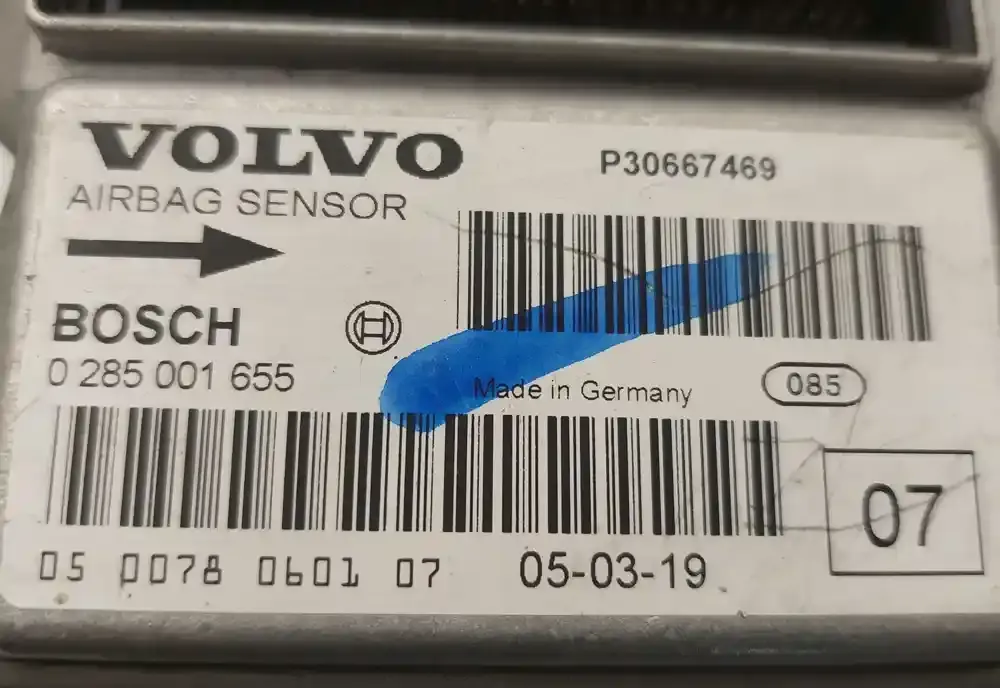 VOLVO
P30667469
AIRBAG SENSOR
BOSCH
0 285 001 655
Made in Germany
085
07
05 0078 0601 07
05-03-19